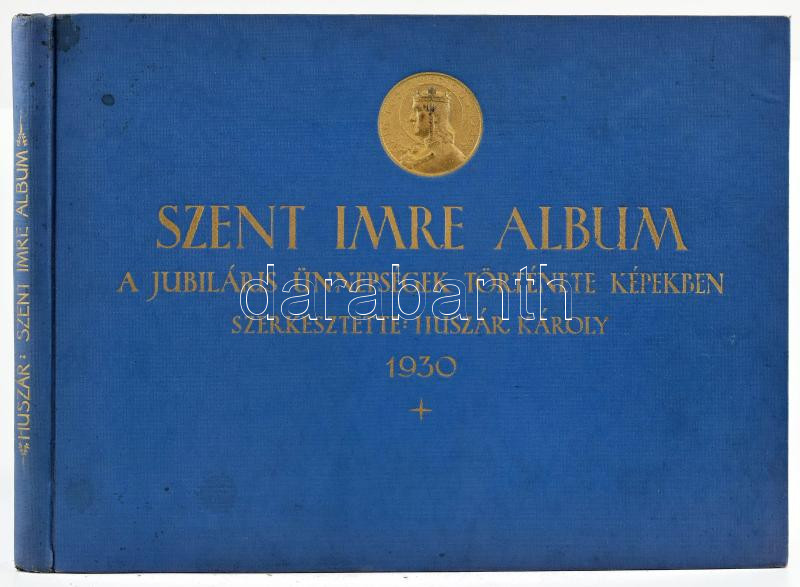 SZENT IMRE ALBUM
A JUBILÁRIS ÜNNEPSÉGEK TÖRTÉNETE KÉPEKBEN
SZERKESZTETTE: HUSZÁR KÁROLY
1930
HUSZÁR: SZENT IMRE ALBUM
darabanth